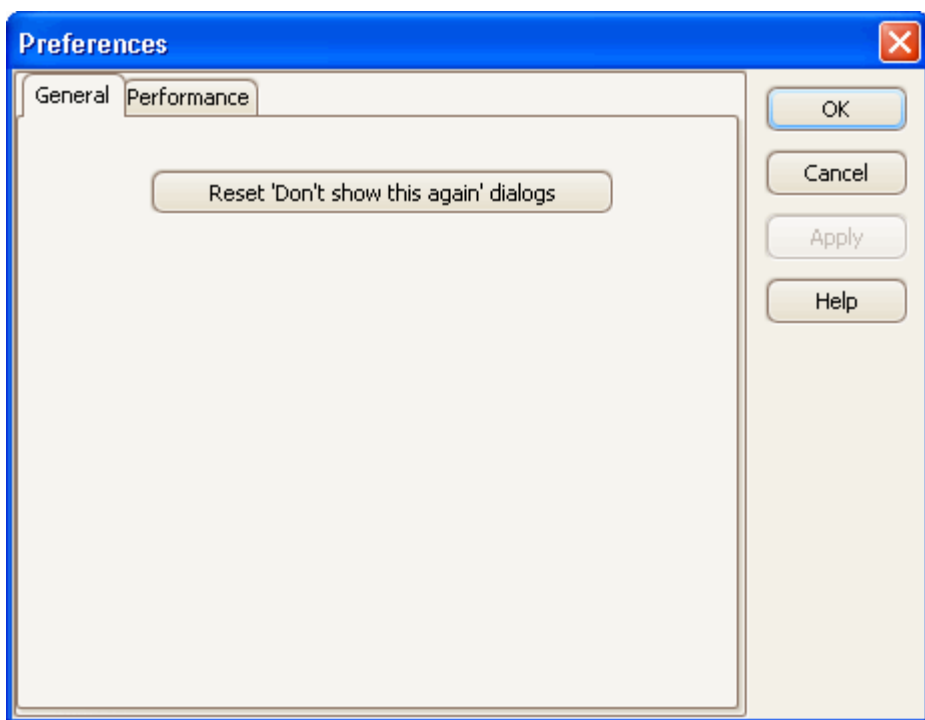 Preferences
General Performance
OK
Reset 'Don't show this again' dialogs
Cancel
Apply
Help